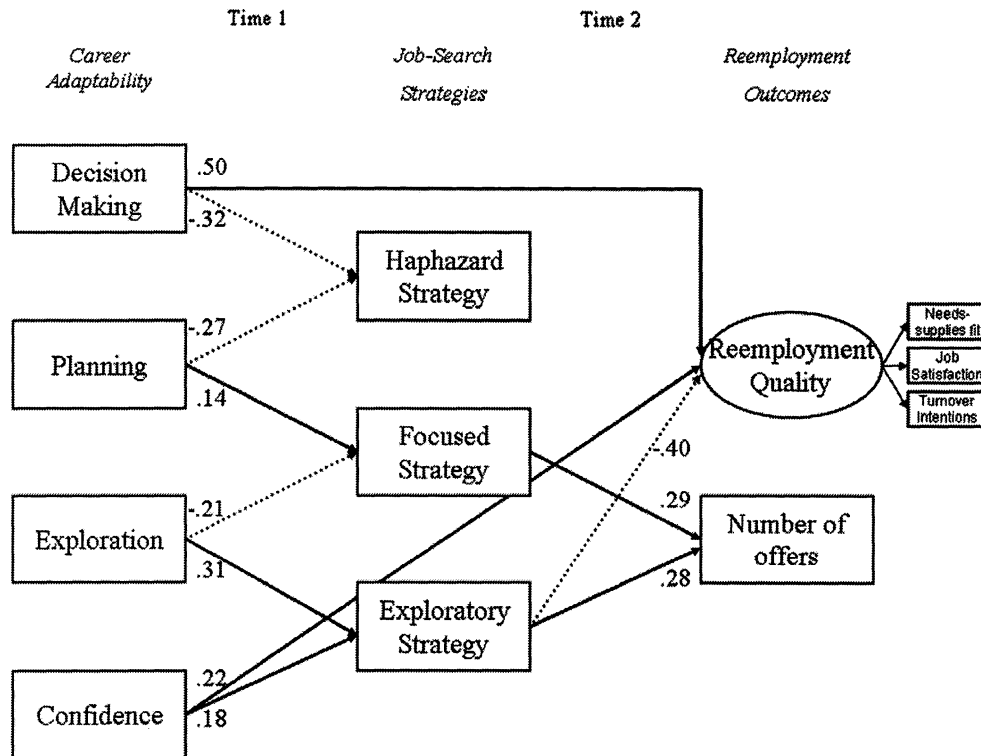 Time 1
Time 2
Career
Adaptability
Job-Search
Strategies
Reemployment
Outcomes
Decision
Making
.50
-.32
Haphazard
Strategy
Planning
-.27
.14
Reemployment
Quality
Needs-
supplies fit
Job
Satisfaction
Turnover
Intentions
Focused
Strategy
-.40
.29
Exploration
-.21
.31
Number of
offers
.28
Exploratory
Strategy
Confidence
.22
.18